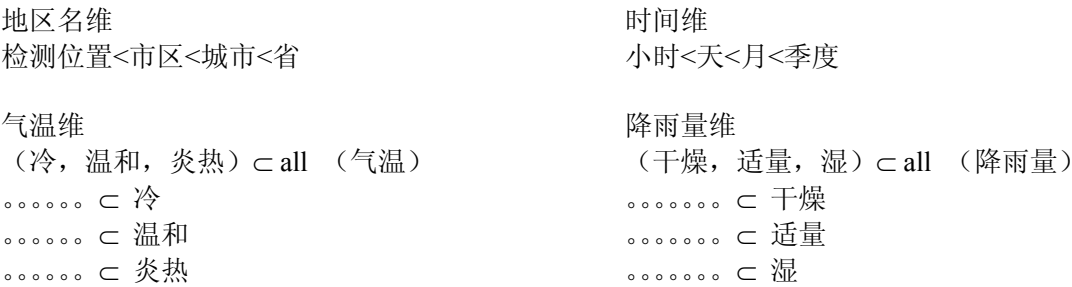 地区名维
检测位置<市区<城市<省
时间维
小时<天<月<季度
气温维
（冷，温和，炎热）⊂ all （气温）
。。。。。。 ⊂ 冷
。。。。。。 ⊂ 温和
。。。。。。 ⊂ 炎热
降雨量维
（干燥，适量，湿）⊂ all （降雨量）
。。。。。。。 ⊂ 干燥
。。。。。。。 ⊂ 适量
。。。。。。。 ⊂ 湿